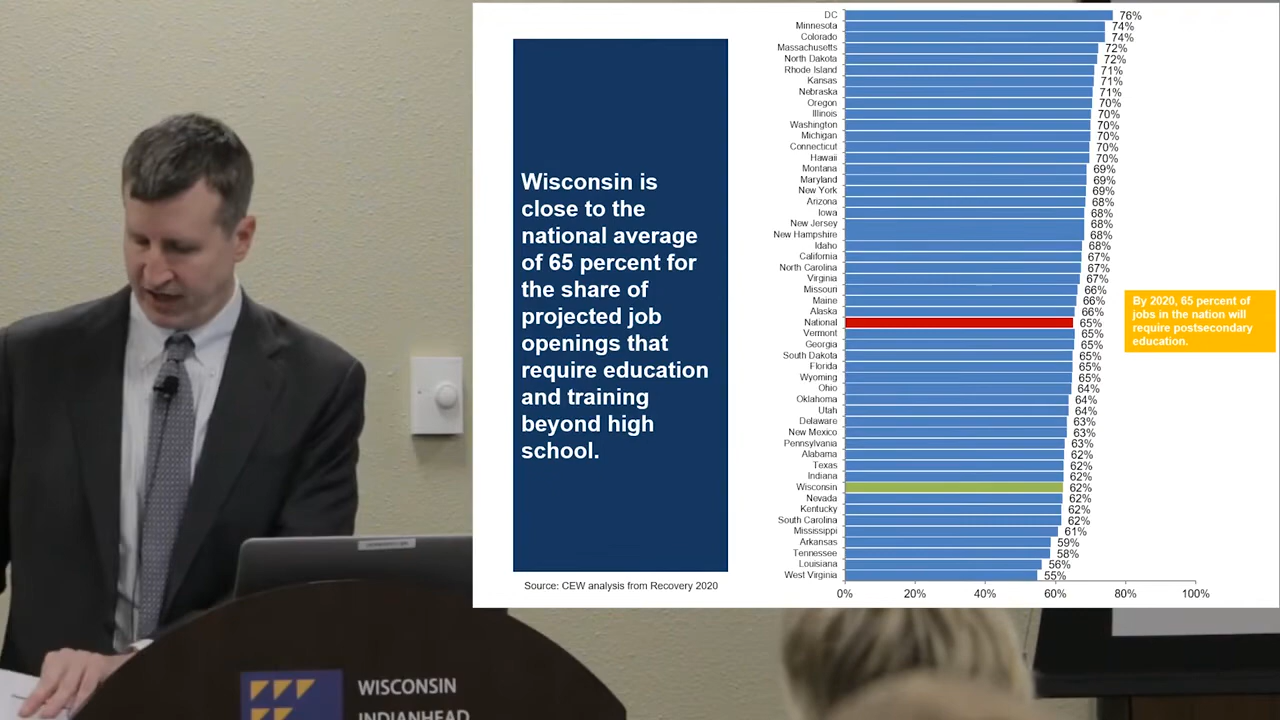 Wisconsin is
close to the
national average
of 65 percent for
the share of
projected job
openings that
require education
and training
beyond high
school.
Source: CEW analysis from Recovery 2020
DC 76%
Minnesota 74%
Colorado 74%
Massachusetts 72%
North Dakota 72%
Rhode Island 71%
Kansas 71%
Nebraska 71%
Oregon 70%
Illinois 70%
Washington 70%
Michigan 70%
Connecticut 70%
Hawaii 70%
Montana 69%
Maryland 69%
New York 69%
Arizona 68%
Iowa 68%
New Jersey 68%
New Hampshire 68%
Idaho 68%
California 67%
North Carolina 67%
Virginia 67%
Missouri 66%
Maine 66%
Alaska 66%
National 65%
Vermont 65%
Georgia 65%
South Dakota 65%
Florida 65%
Wyoming 65%
Ohio 64%
Oklahoma 64%
Utah 64%
Delaware 63%
New Mexico 63%
Pennsylvania 63%
Alabama 62%
Texas 62%
Indiana 62%
Wisconsin 62%
Nevada 62%
Kentucky 62%
South Carolina 62%
Mississippi 61%
Arkansas 59%
Tennessee 58%
Louisiana 56%
West Virginia 55%
0% 20% 40% 60% 80% 100%
By 2020, 65 percent of
jobs in the nation will
require postsecondary
education.
WISCONSIN
INDIANHEAD